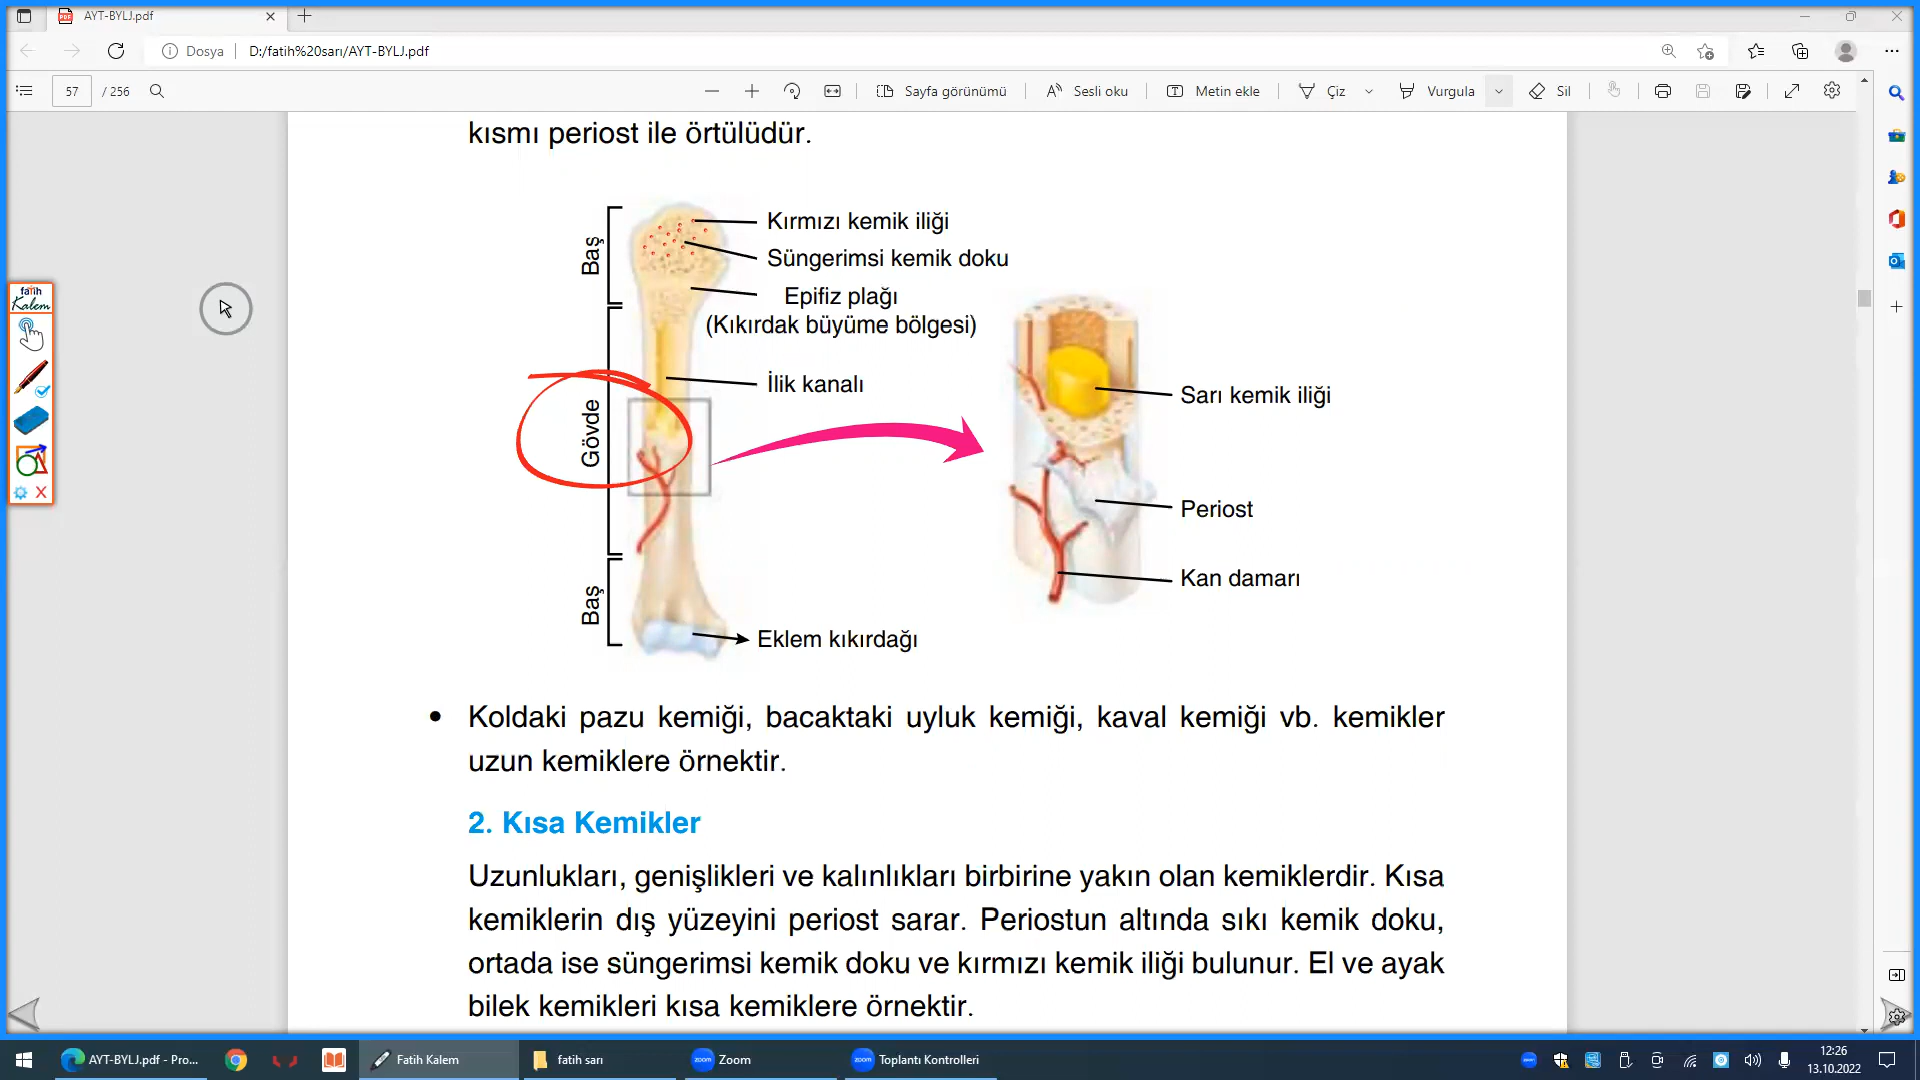 AYT-BYLJ.pdf
Dosya
D:/fatih%20sarı/AYT-BYLJ.pdf
57 / 256
Sayfa görünümü
Sesli oku
Metin ekle
Çiz
Vurgula
Sil
kısmı periost ile örtülüdür.
Baş
Kırmızı kemik iliği
Süngerimsi kemik doku
Epifiz plağı
(Kıkırdak büyüme bölgesi)
Gövde
İlik kanalı
Sarı kemik iliği
Periost
Kan damarı
Baş
Eklem kıkırdağı
fatih
Kalem
• Koldaki pazu kemiği, bacaktaki uyluk kemiği, kaval kemiği vb. kemikler
uzun kemiklere örnektir.
2. Kısa Kemikler
Uzunlukları, genişlikleri ve kalınlıkları birbirine yakın olan kemiklerdir. Kısa
kemiklerin dış yüzeyini periost sarar. Periostun altında sıkı kemik doku,
ortada ise süngerimsi kemik doku ve kırmızı kemik iliği bulunur. El ve ayak
bilek kemikleri kısa kemiklere örnektir.
AYT-BYLJ.pdf - Pro...
Fatih Kalem
fatih sarı
zoom
Zoom
zoom
Toplantı Kontrolleri
12:26
13.10.2022